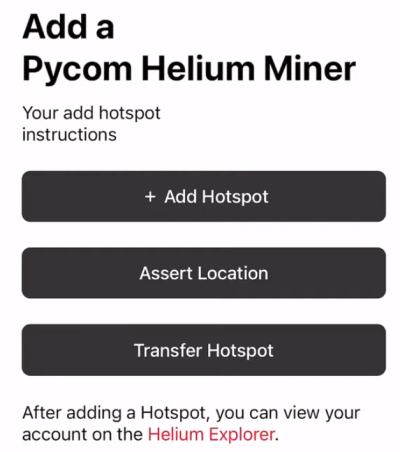 Add a
Pycom Helium Miner
Your add hotspot
instructions
+ Add Hotspot
Assert Location
Transfer Hotspot
After adding a Hotspot, you can view your
account on the Helium Explorer.